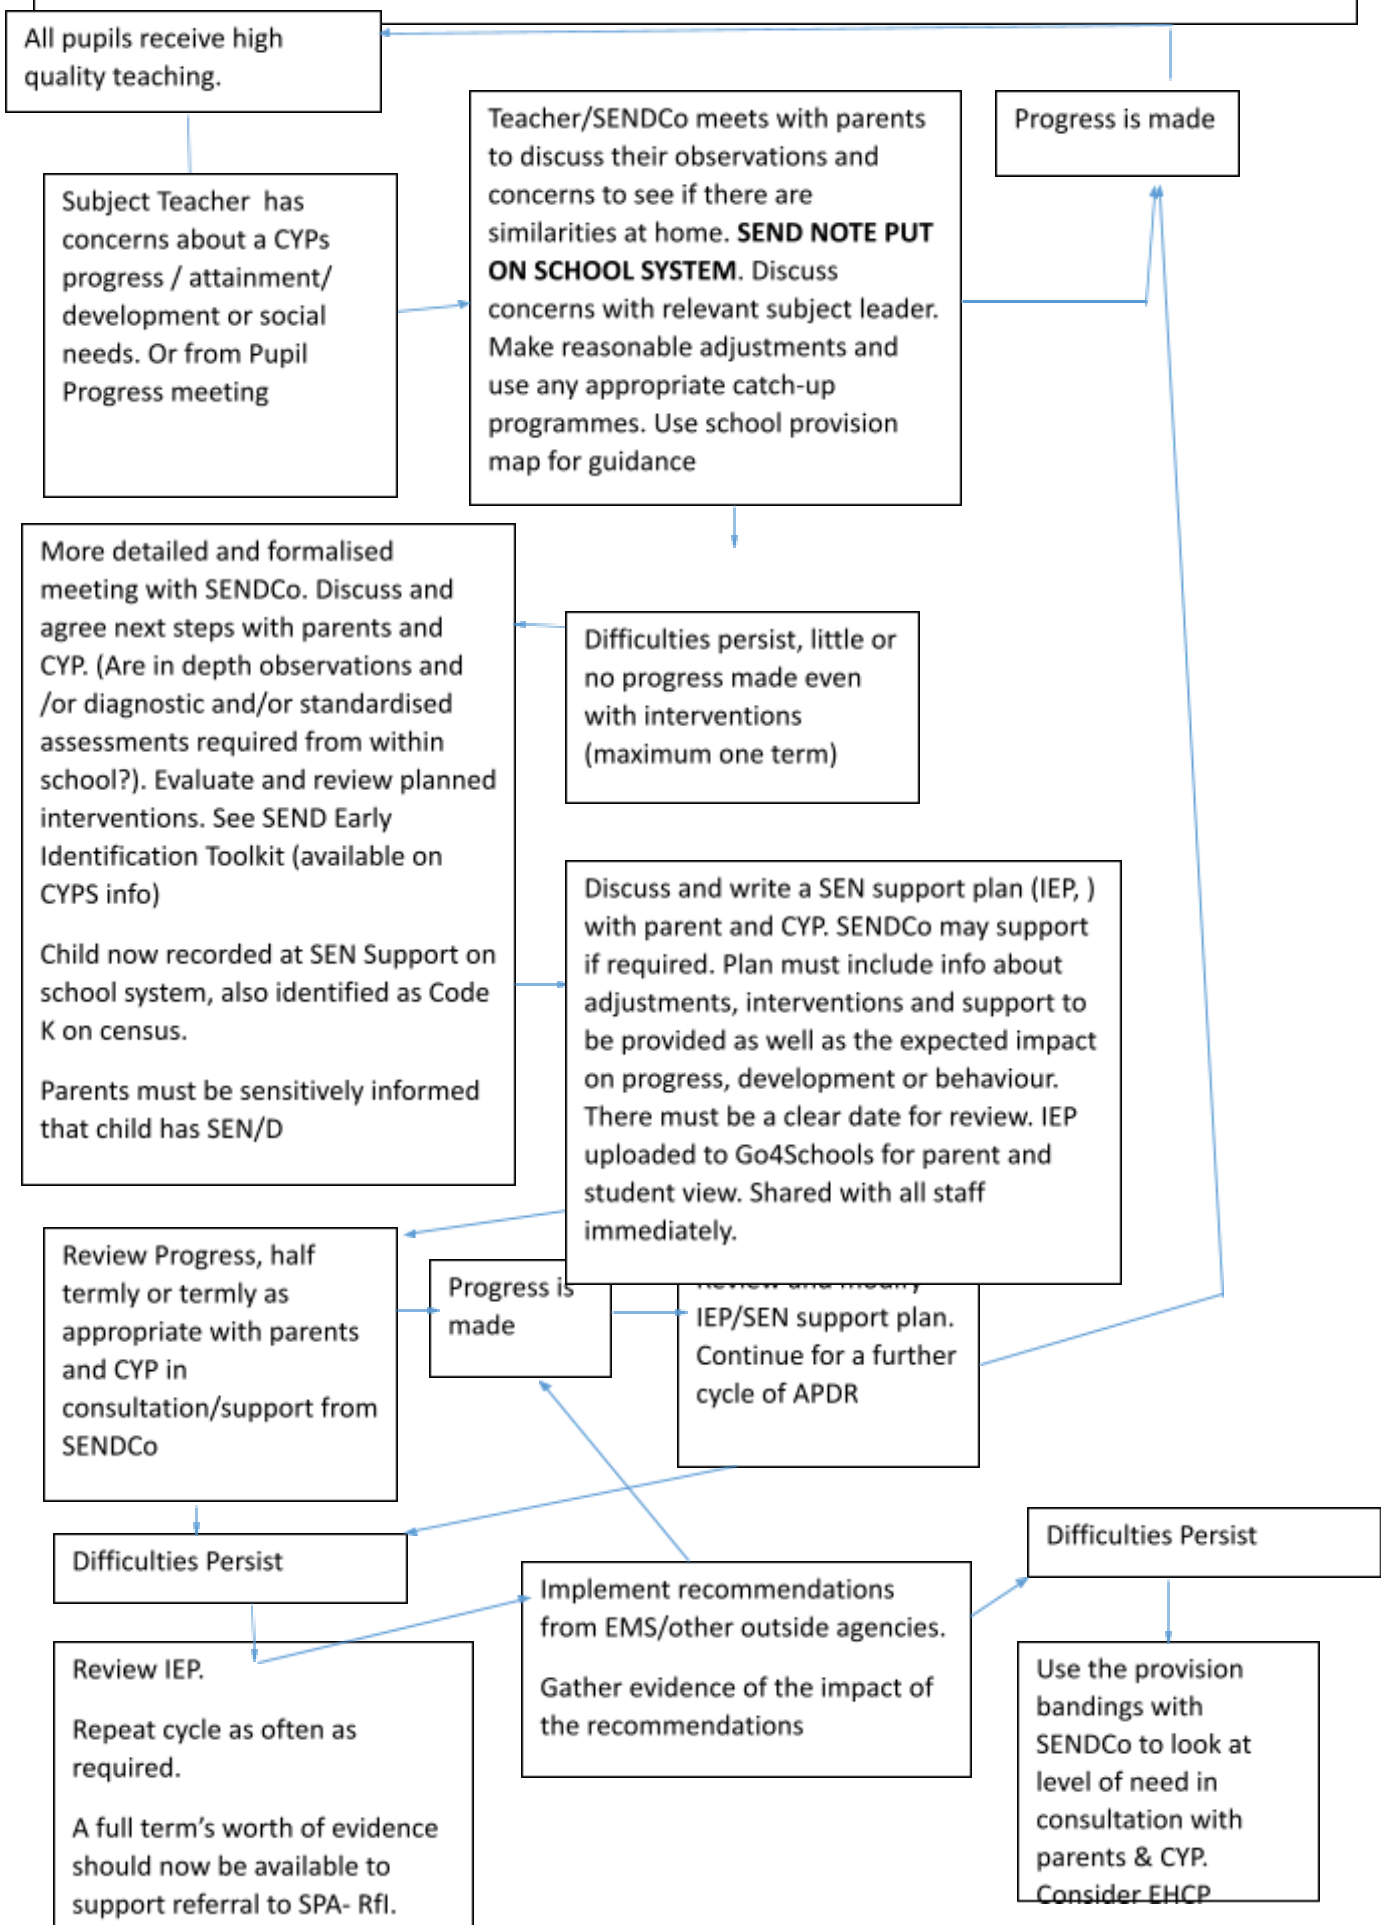 All pupils receive high
quality teaching.
Subject Teacher  has
concerns about a CYPs
progress / attainment/
development or social
needs. Or from Pupil
Progress meeting
Teacher/SENDCo meets with parents
to discuss their observations and
concerns to see if there are
similarities at home. SEND NOTE PUT
ON SCHOOL SYSTEM. Discuss
concerns with relevant subject leader.
Make reasonable adjustments and
use any appropriate catch-up
programmes. Use school provision
map for guidance
Progress is made
Difficulties persist, little or
no progress made even
with interventions
(maximum one term)
More detailed and formalised
meeting with SENDCo. Discuss and
agree next steps with parents and
CYP. (Are in depth observations and
/or diagnostic and/or standardised
assessments required from within
school?). Evaluate and review planned
interventions. See SEND Early
Identification Toolkit (available on
CYPS info)
Child now recorded at SEN Support on
school system, also identified as Code
K on census.
Parents must be sensitively informed
that child has SEN/D
Discuss and write a SEN support plan (IEP, )
with parent and CYP. SENDCo may support
if required. Plan must include info about
adjustments, interventions and support to
be provided as well as the expected impact
on progress, development or behaviour.
There must be a clear date for review. IEP
uploaded to Go4Schools for parent and
student view. Shared with all staff
immediately.
Review Progress, half
termly or termly as
appropriate with parents
and CYP in
consultation/support from
SENDCo
Progress is
made
Review and modify
IEP/SEN support plan.
Continue for a further
cycle of APDR
Difficulties Persist
Review IEP.
Repeat cycle as often as
required.
A full term’s worth of evidence
should now be available to
support referral to SPA- RfI.
Implement recommendations
from EMS/other outside agencies.
Gather evidence of the impact of
the recommendations
Difficulties Persist
Use the provision
bandings with
SENDCo to look at
level of need in
consultation with
parents & CYP.
Consider EHCP